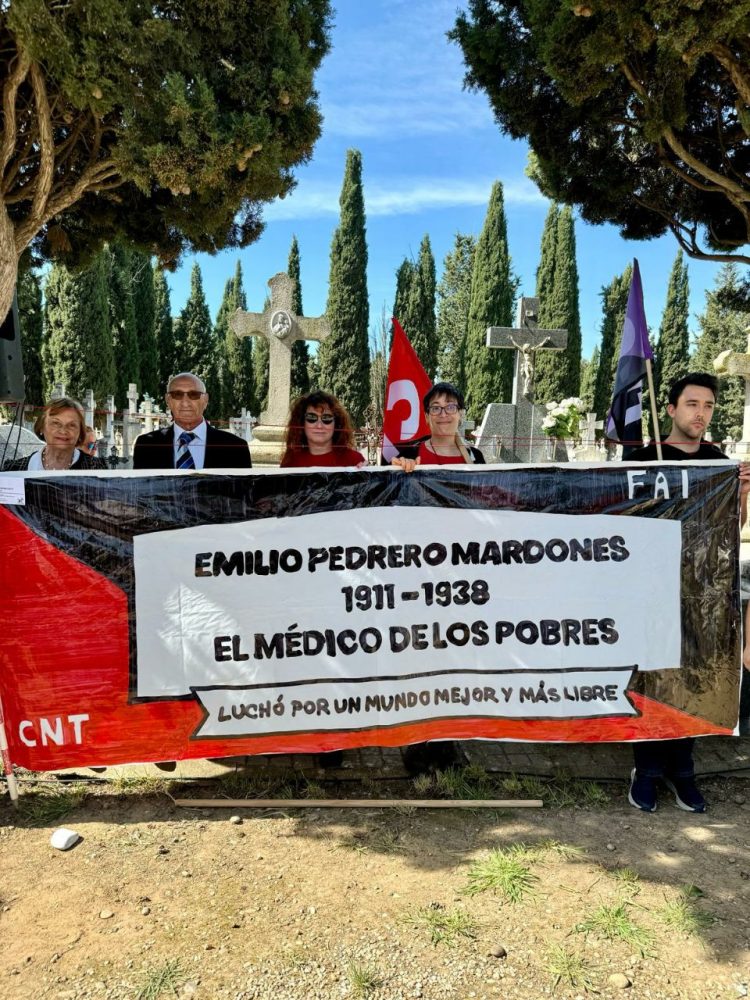 FAI
EMILIO PEDRERO MARDONES
1911-1938
EL MÉDICO DE LOS POBRES
LUCHÓ POR UN MUNDO MEJOR Y MÁS LIBRE
CNT